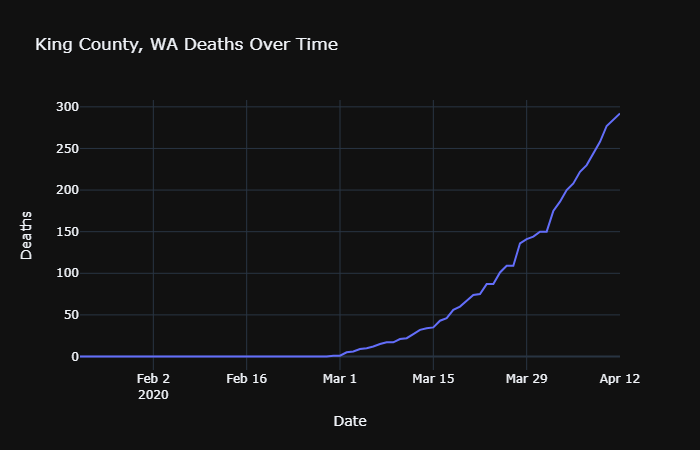 King County, WA Deaths Over Time
300
250
200
150
100
50
0
Deaths
Feb 2
2020
Feb 16
Mar 1
Mar 15
Mar 29
Apr 12
Date